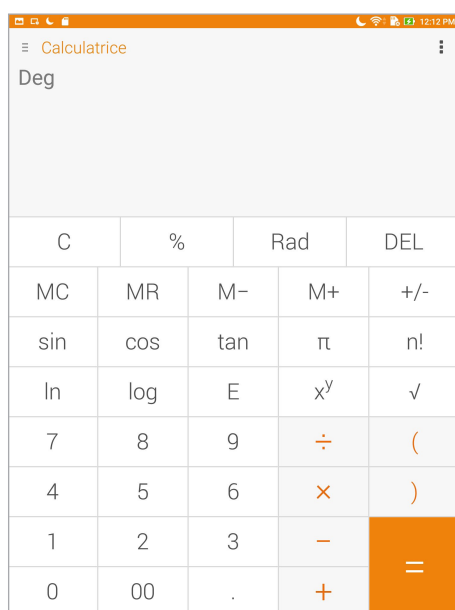 12:12 PM
Calculatrice
Deg
C % Rad DEL
MC MR M− M+ +/-
sin cos tan π n!
ln log E x^y √
7 8 9 ÷ (
4 5 6 × )
1 2 3 −
=
0 00 . +